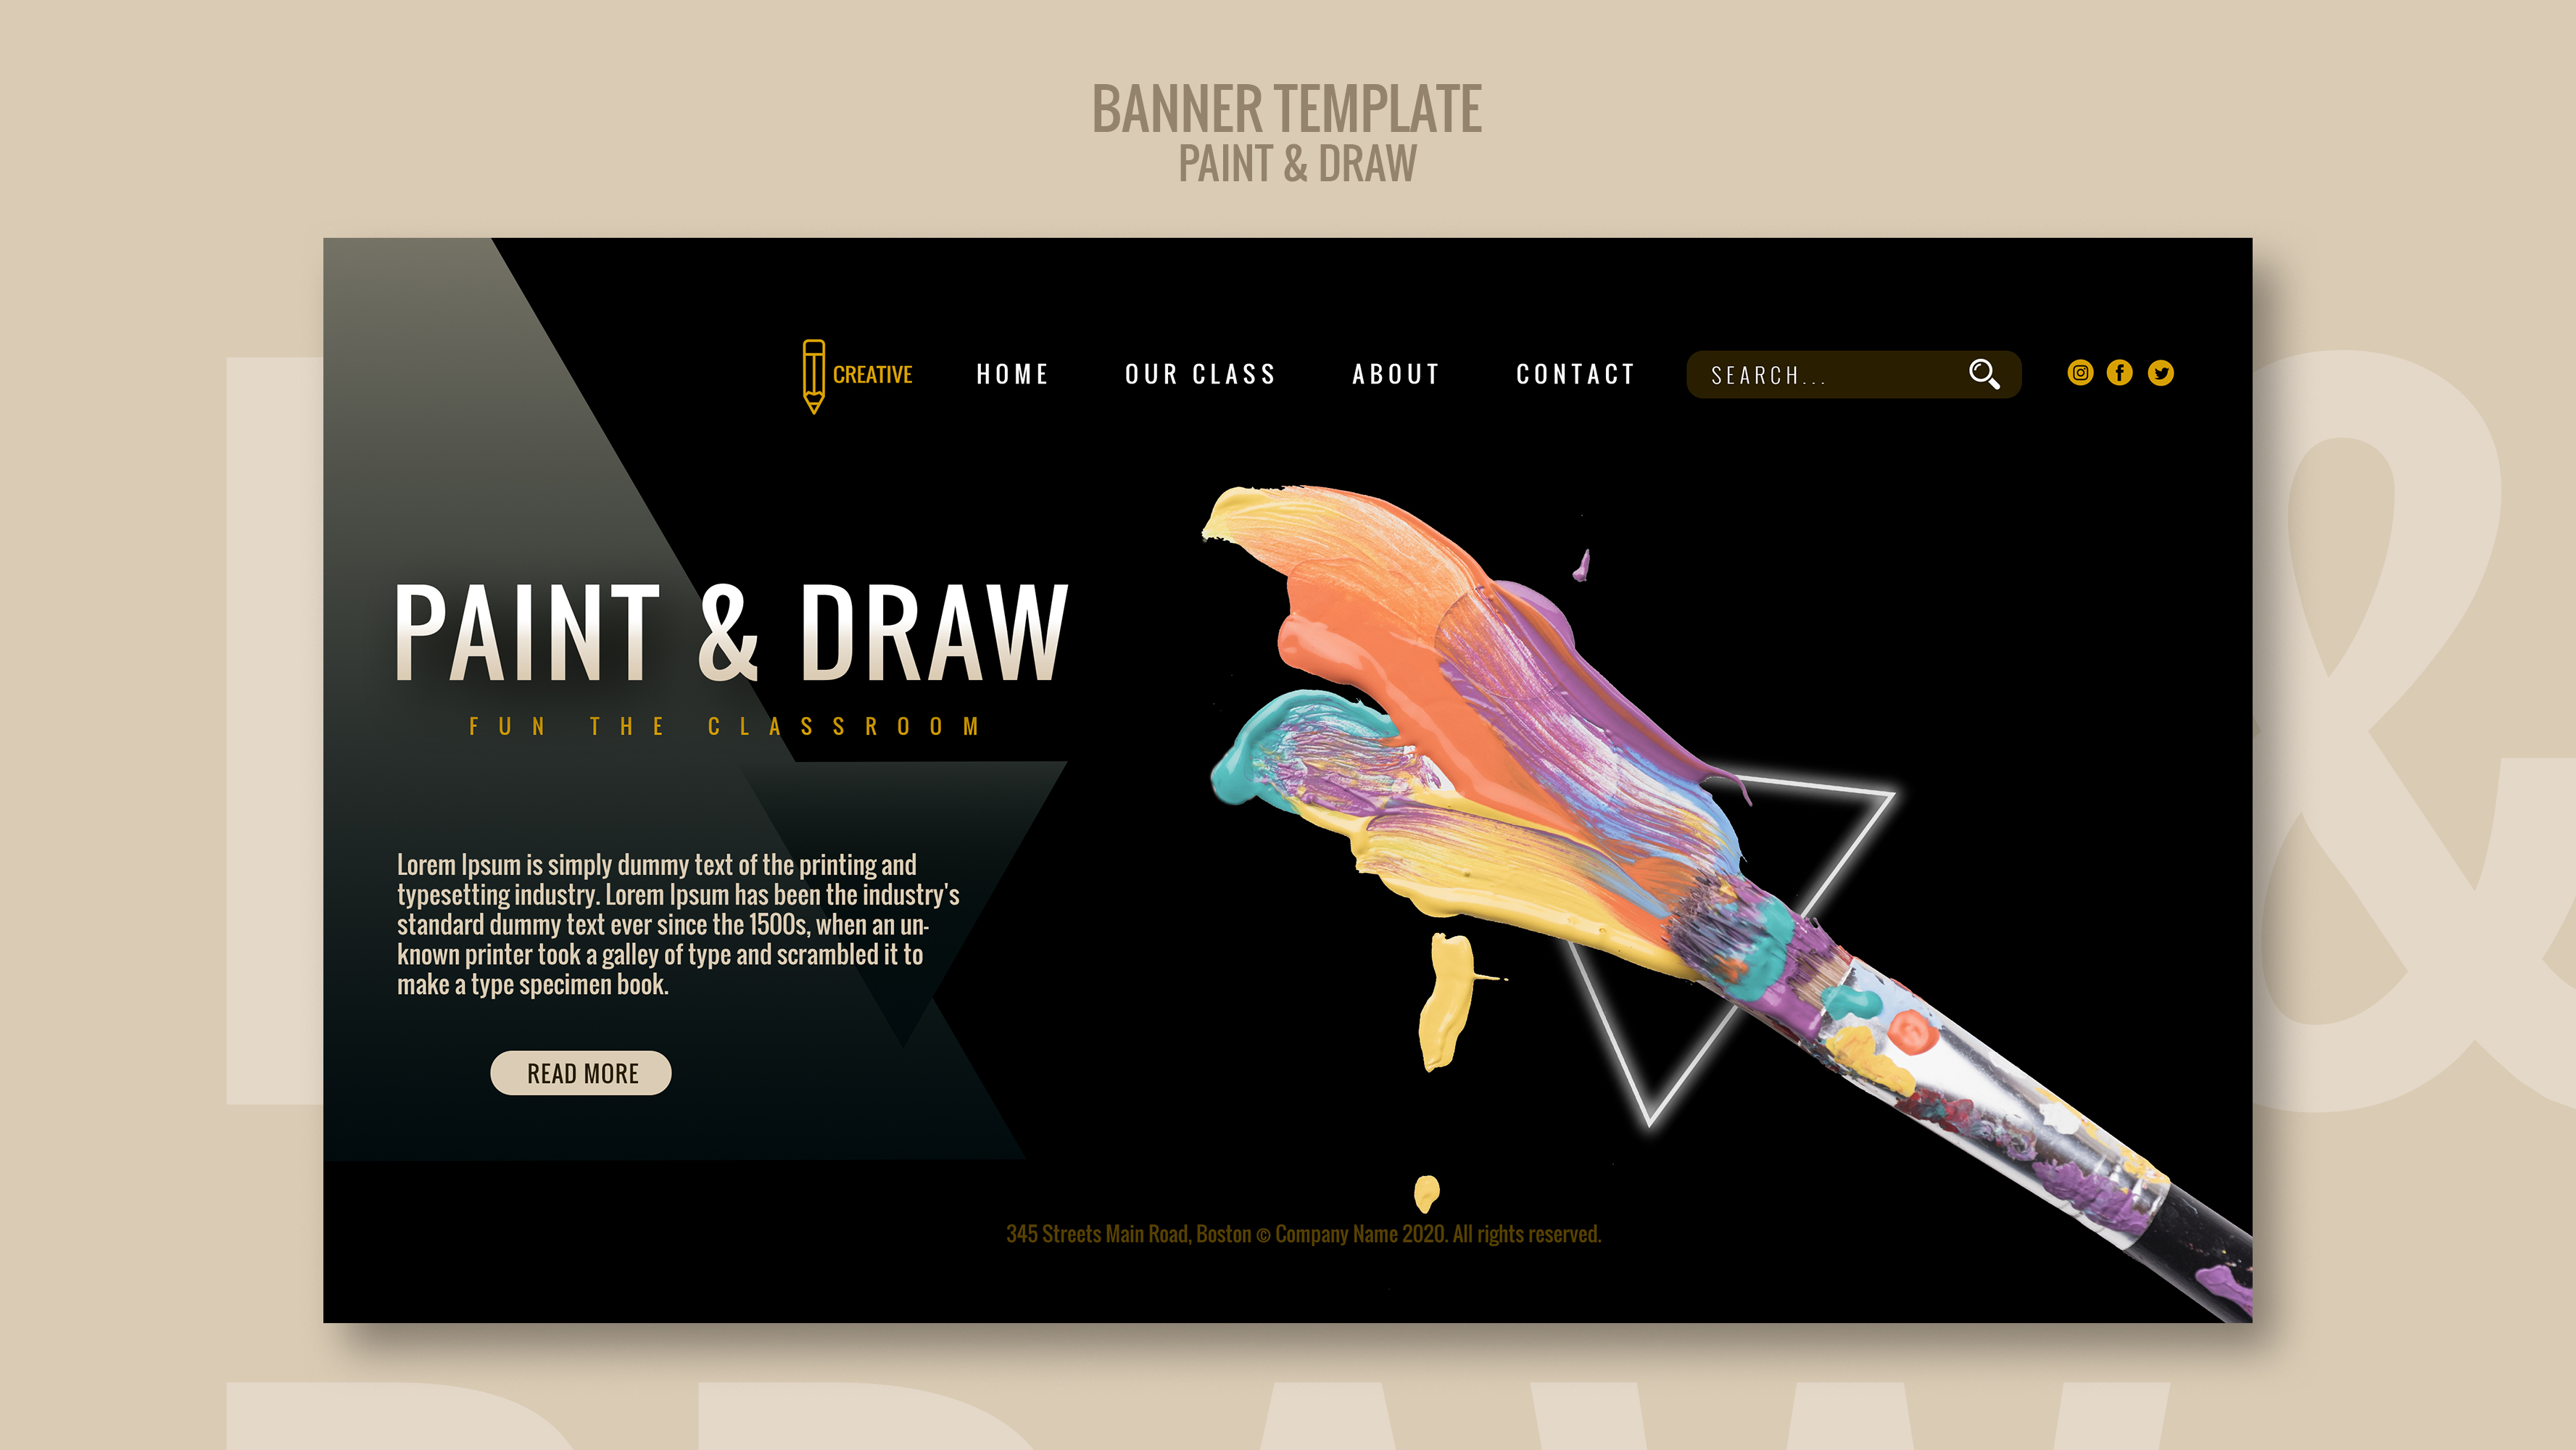 BANNER TEMPLATE
PAINT & DRAW
CREATIVE
HOME
OUR CLASS
ABOUT
CONTACT
SEARCH...
PAINT & DRAW
FUN THE CLASSROOM
Lorem Ipsum is simply dummy text of the printing and
typesetting industry. Lorem Ipsum has been the industry's
standard dummy text ever since the 1500s, when an un-
known printer took a galley of type and scrambled it to
make a type specimen book.
READ MORE
345 Streets Main Road, Boston © Company Name 2020. All rights reserved.
&
DRAW